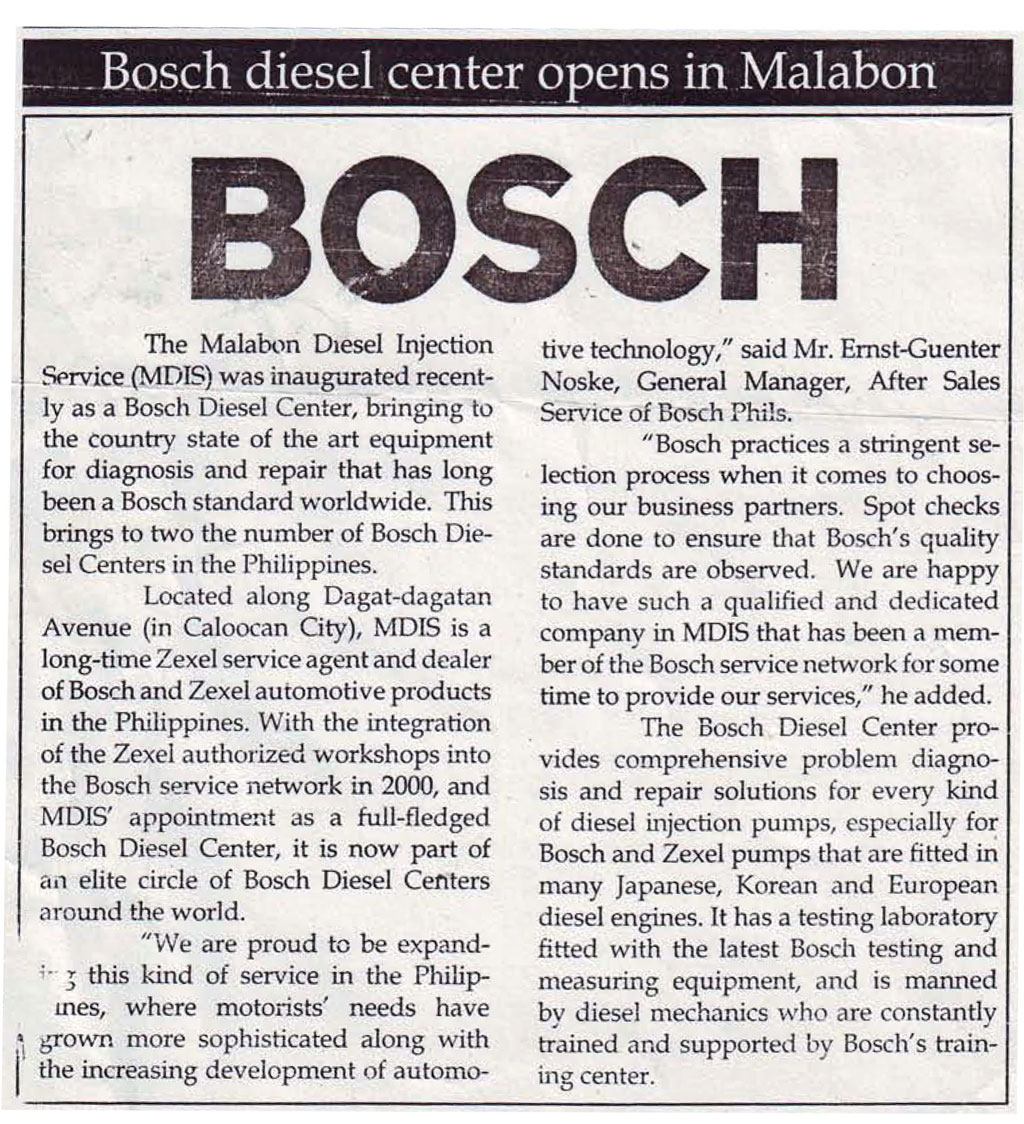 Bosch diesel center opens in Malabon
BOSCH
The Malabon Diesel Injection
Service (MDIS) was inaugurated recent-
ly as a Bosch Diesel Center, bringing to
the country state of the art equipment
for diagnosis and repair that has long
been a Bosch standard worldwide. This
brings to two the number of Bosch Die-
sel Centers in the Philippines.
Located along Dagat-dagatan
Avenue (in Caloocan City), MDIS is a
long-time Zexel service agent and dealer
of Bosch and Zexel automotive products
in the Philippines. With the integration
of the Zexel authorized workshops into
the Bosch service network in 2000, and
MDIS' appointment as a full-fledged
Bosch Diesel Center, it is now part of
an elite circle of Bosch Diesel Centers
around the world.
"We are proud to be expand-
ing this kind of service in the Philip-
ines, where motorists' needs have
grown more sophisticated along with
the increasing development of automo-
tive technology," said Mr. Ernst-Guenter
Noske, General Manager, After Sales
Service of Bosch Phils.
"Bosch practices a stringent se-
lection process when it comes to choos-
ing our business partners. Spot checks
are done to ensure that Bosch's quality
standards are observed. We are happy
to have such a qualified and dedicated
company in MDIS that has been a mem-
ber of the Bosch service network for some
time to provide our services," he added.
The Bosch Diesel Center pro-
vides comprehensive problem diagno-
sis and repair solutions for every kind
of diesel injection pumps, especially for
Bosch and Zexel pumps that are fitted in
many Japanese, Korean and European
diesel engines. It has a testing laboratory
fitted with the latest Bosch testing and
measuring equipment, and is manned
by diesel mechanics who are constantly
trained and supported by Bosch's train-
ing center.